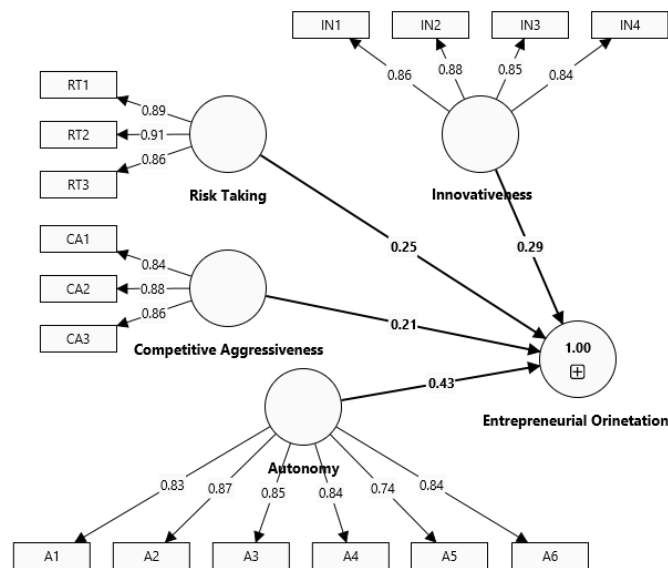 IN1
IN2
IN3
IN4
0.86
0.88
0.85
0.84
RT1
RT2
RT3
0.89
0.91
0.86
Risk Taking
Innovativeness
CA1
CA2
CA3
0.84
0.88
0.86
Competitive Aggressiveness
0.25
0.29
0.21
0.43
1.00
Entrepreneurial Orinetation
Autonomy
0.83
0.87
0.85
0.84
0.74
0.84
A1
A2
A3
A4
A5
A6